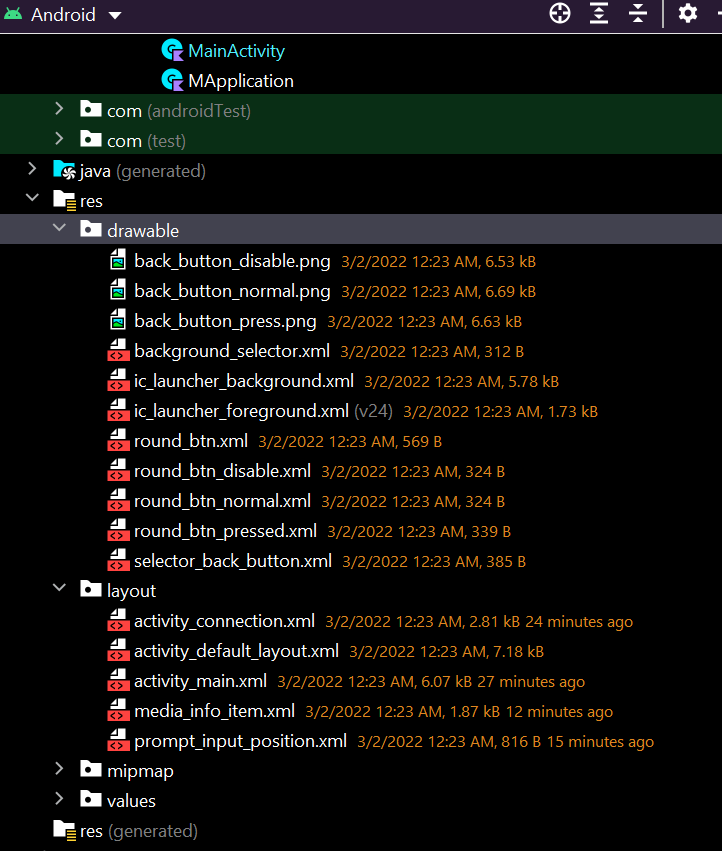 Android
MainActivity
MApplication
com (androidTest)
com (test)
java (generated)
res
drawable
back_button_disable.png 3/2/2022 12:23 AM, 6.53 kB
back_button_normal.png 3/2/2022 12:23 AM, 6.69 kB
back_button_press.png 3/2/2022 12:23 AM, 6.63 kB
background_selector.xml 3/2/2022 12:23 AM, 312 B
ic_launcher_background.xml 3/2/2022 12:23 AM, 5.78 kB
ic_launcher_foreground.xml (v24) 3/2/2022 12:23 AM, 1.73 kB
round_btn.xml 3/2/2022 12:23 AM, 569 B
round_btn_disable.xml 3/2/2022 12:23 AM, 324 B
round_btn_normal.xml 3/2/2022 12:23 AM, 324 B
round_btn_pressed.xml 3/2/2022 12:23 AM, 339 B
selector_back_button.xml 3/2/2022 12:23 AM, 385 B
layout
activity_connection.xml 3/2/2022 12:23 AM, 2.81 kB 24 minutes ago
activity_default_layout.xml 3/2/2022 12:23 AM, 7.18 kB
activity_main.xml 3/2/2022 12:23 AM, 6.07 kB 27 minutes ago
media_info_item.xml 3/2/2022 12:23 AM, 1.87 kB 12 minutes ago
prompt_input_position.xml 3/2/2022 12:23 AM, 816 B 15 minutes ago
mipmap
values
res (generated)